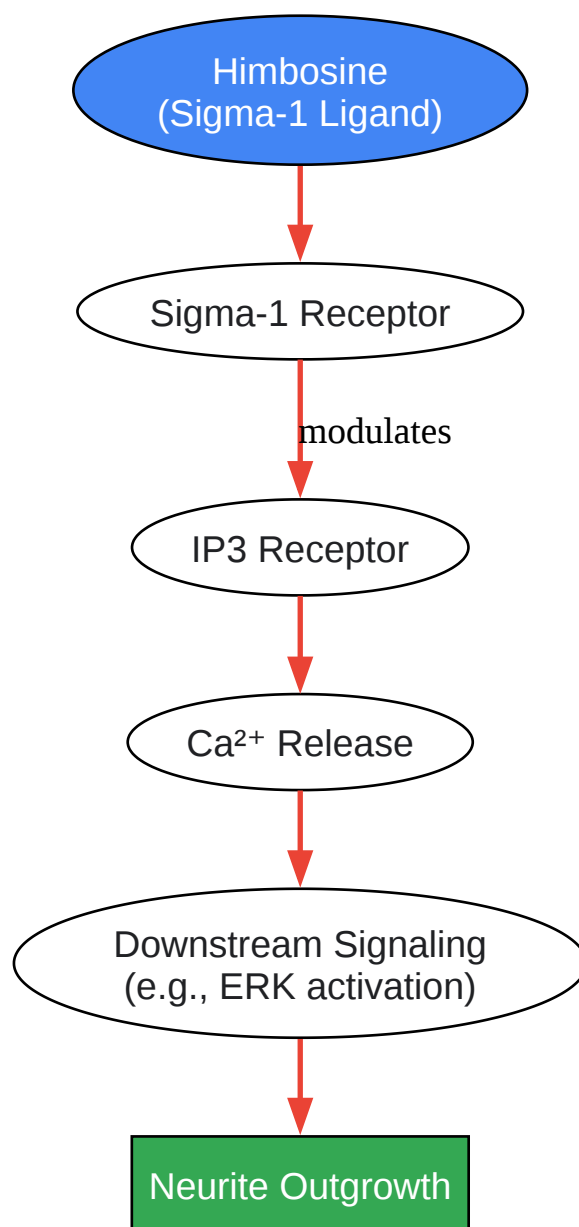 Himbosine
(Sigma-1 Ligand)
Sigma-1 Receptor
modulates
IP3 Receptor
Ca²⁺ Release
Downstream Signaling
(e.g., ERK activation)
Neurite Outgrowth